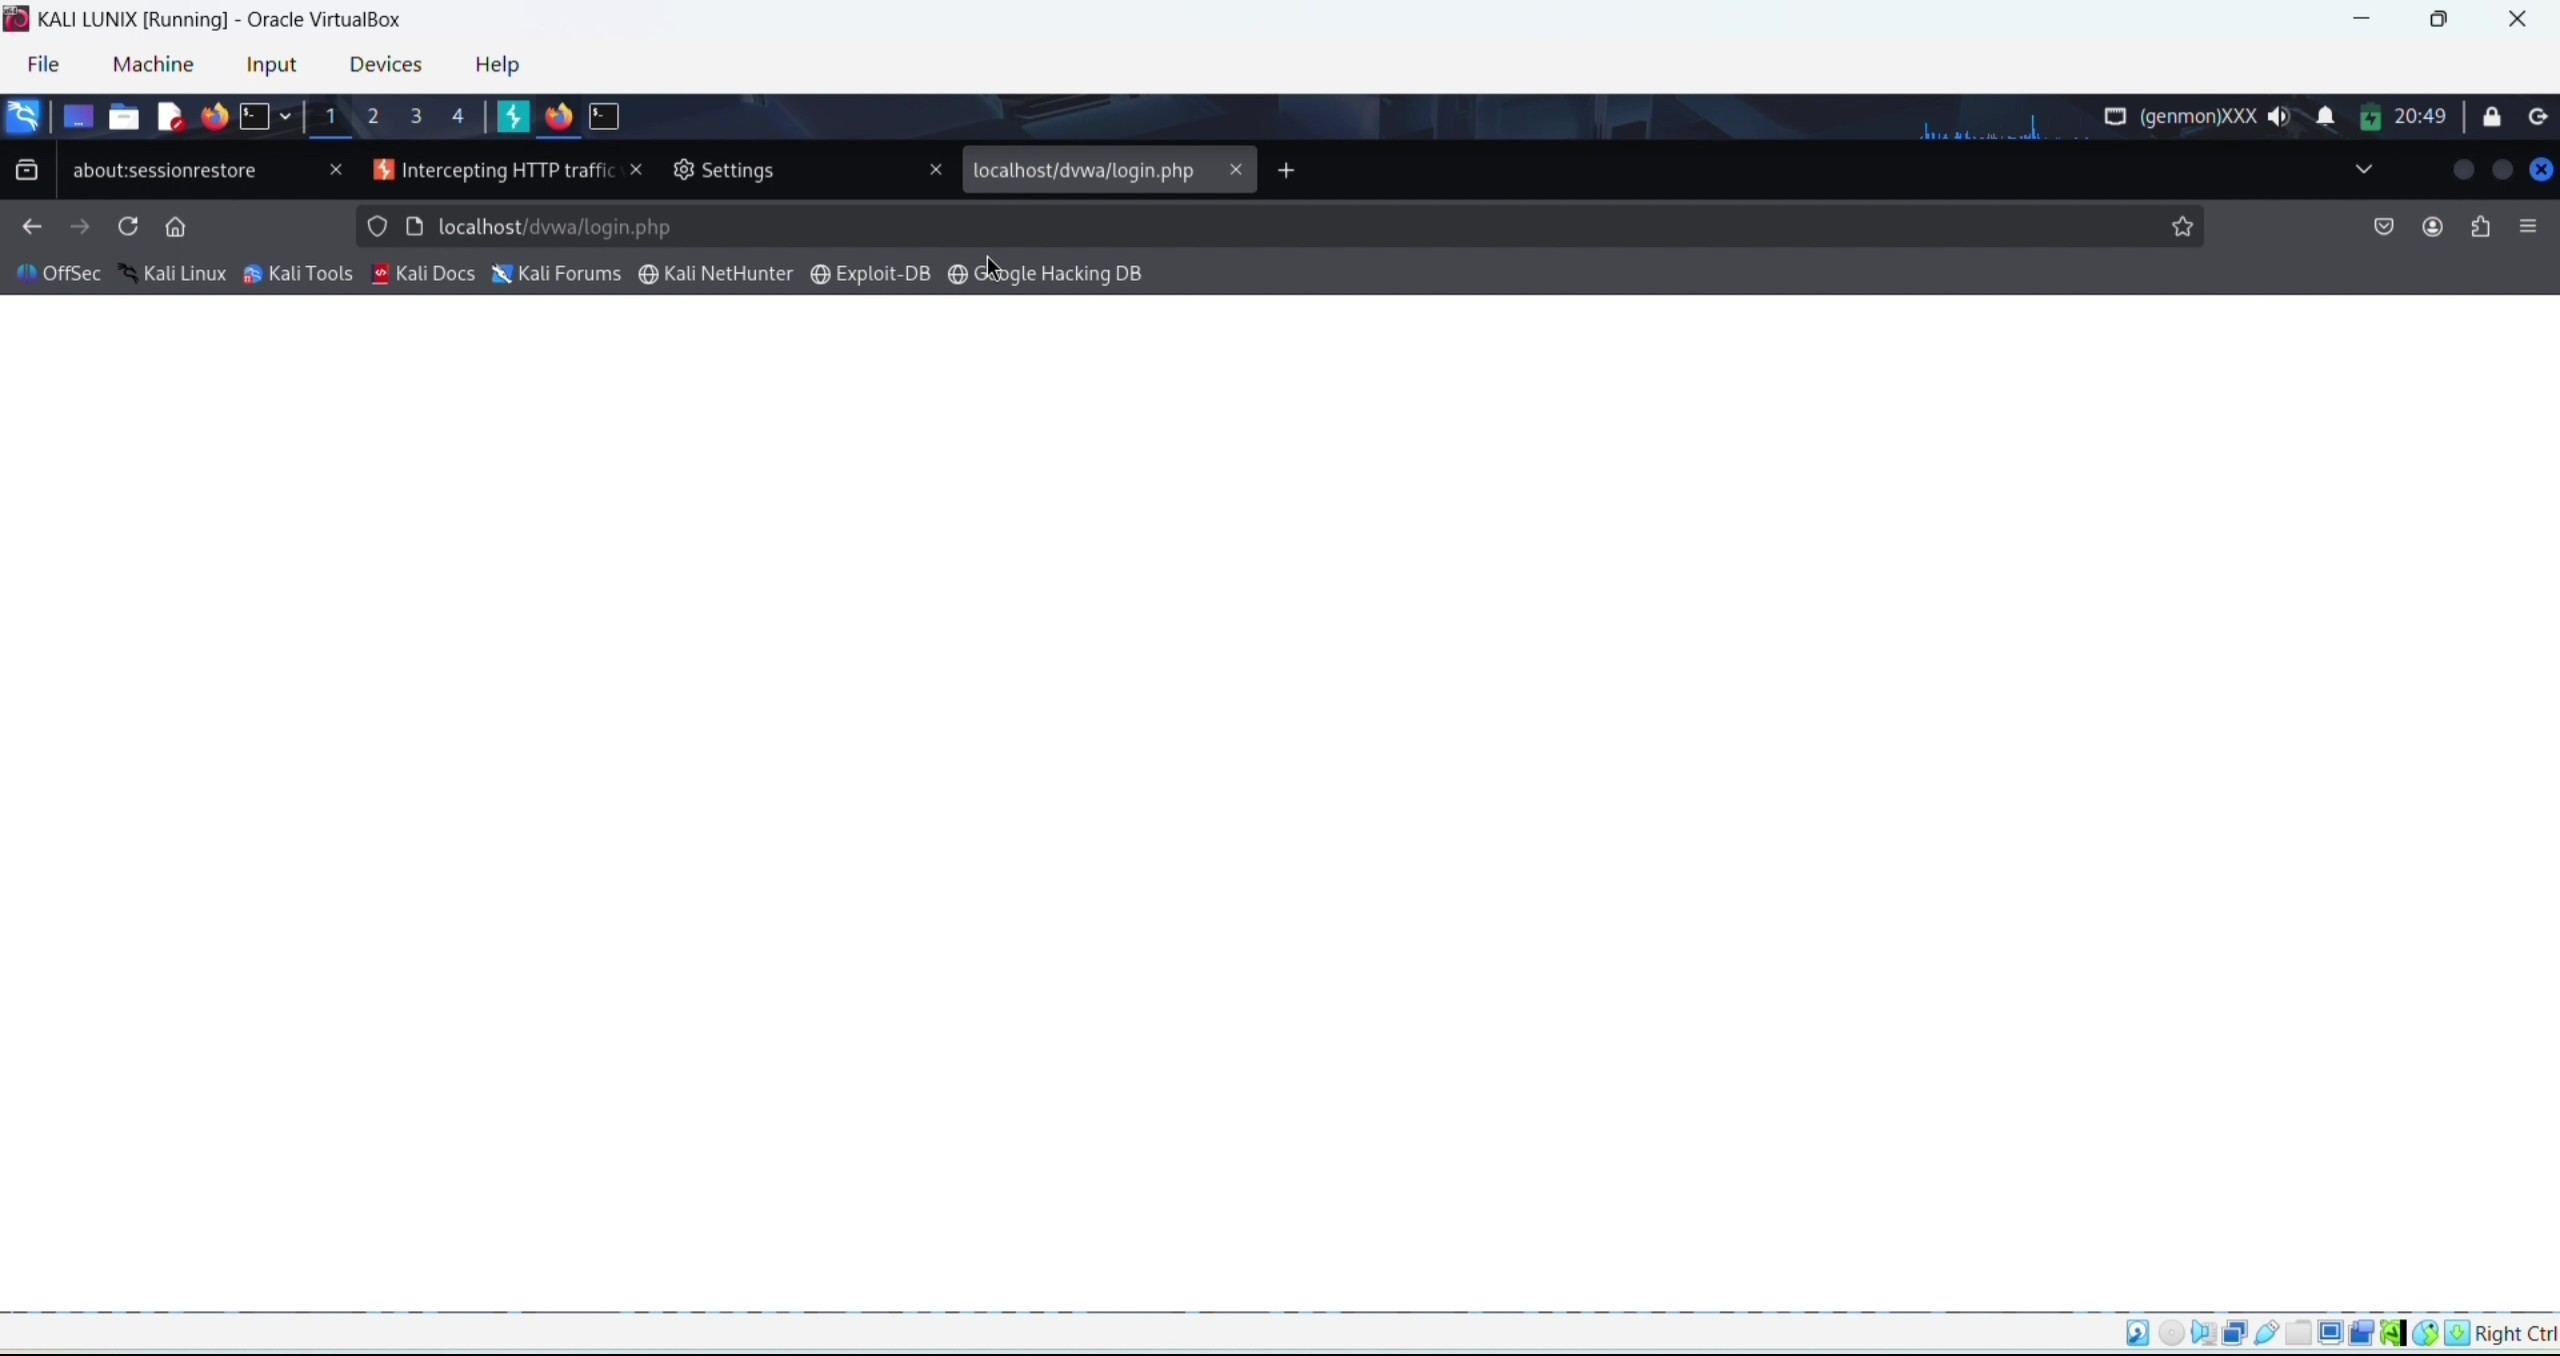 KALI LUNIX [Running] - Oracle VirtualBox
File Machine Input Devices Help
1 2 3 4 (genmon)XXX 20:49
about:sessionrestore Intercepting HTTP traffic Settings localhost/dvwa/login.php
localhost/dvwa/login.php
OffSec Kali Linux Kali Tools Kali Docs Kali Forums Kali NetHunter Exploit-DB Google Hacking DB
Right Ctrl